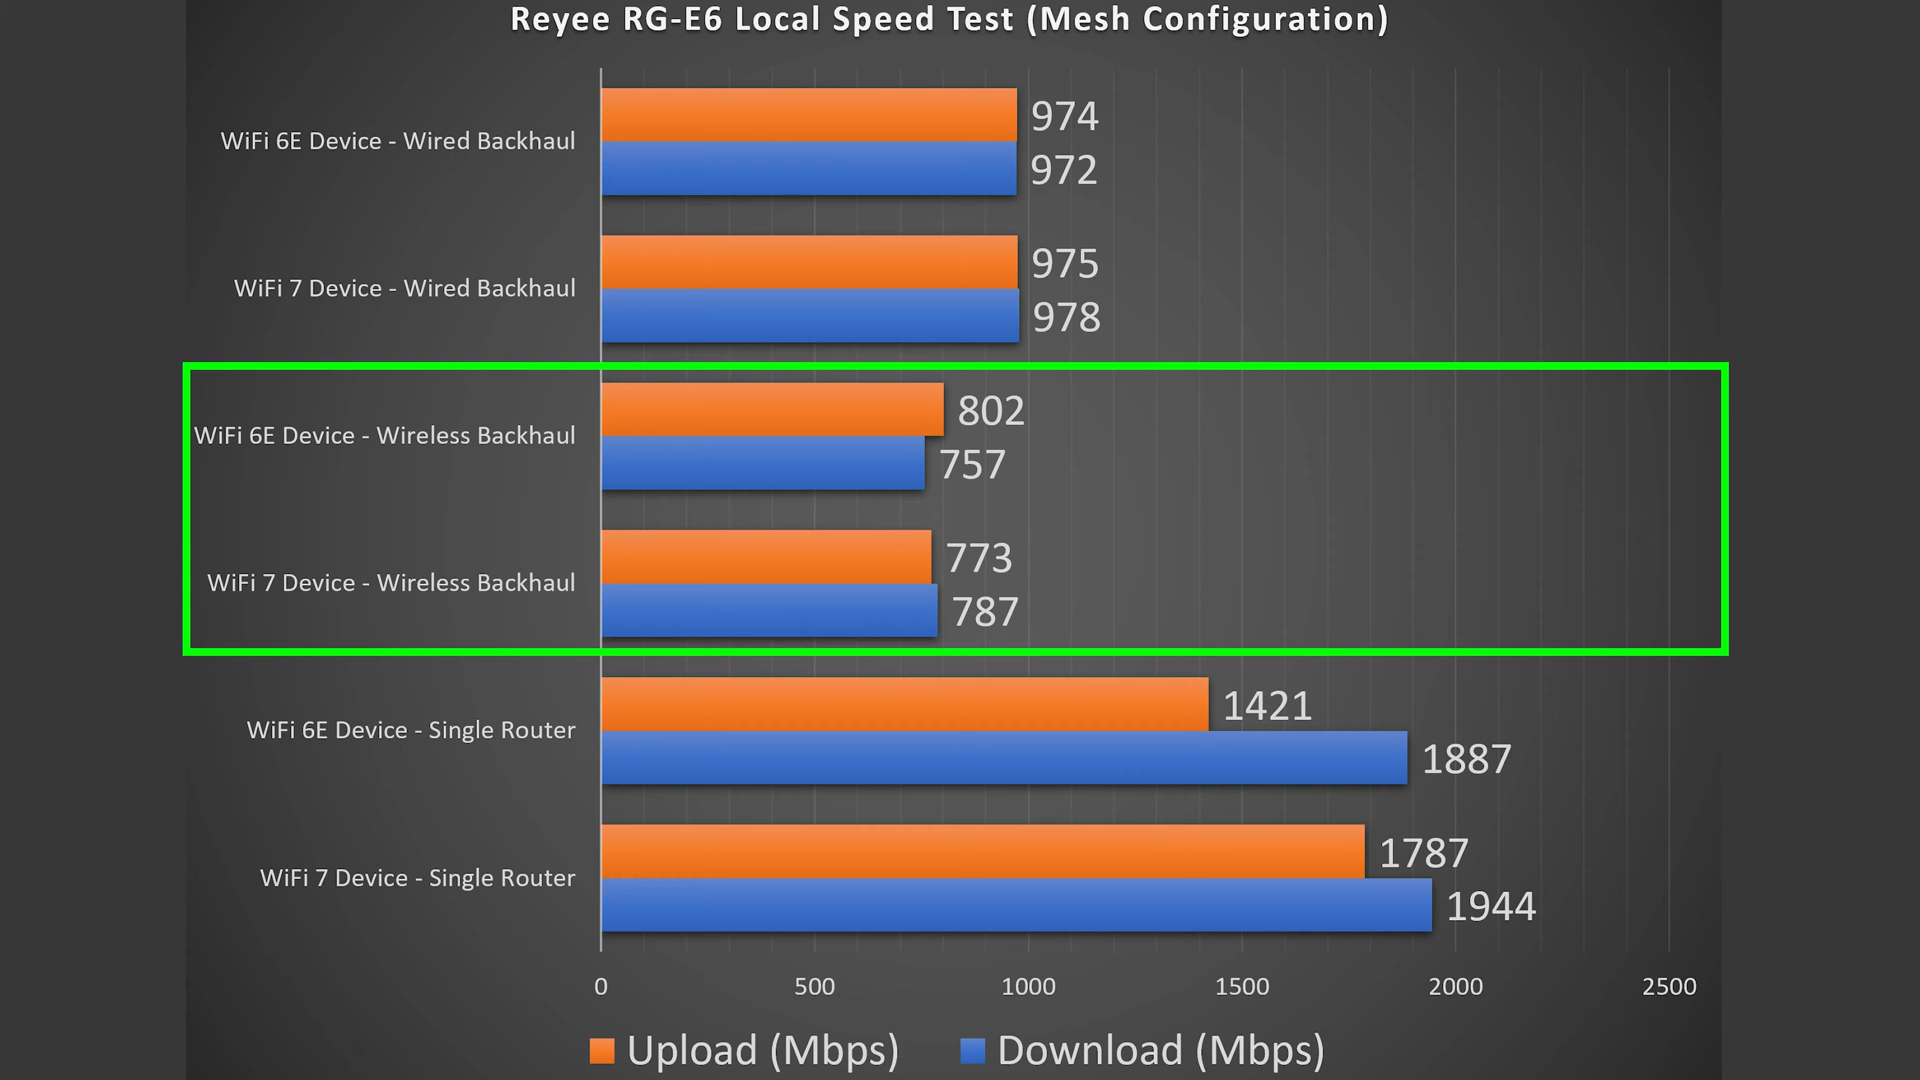 Reyee RG-E6 Local Speed Test (Mesh Configuration)
WiFi 6E Device - Wired Backhaul
974
972
WiFi 7 Device - Wired Backhaul
975
978
WiFi 6E Device - Wireless Backhaul
802
757
WiFi 7 Device - Wireless Backhaul
773
787
WiFi 6E Device - Single Router
1421
1887
WiFi 7 Device - Single Router
1787
1944
0 500 1000 1500 2000 2500
Upload (Mbps) Download (Mbps)